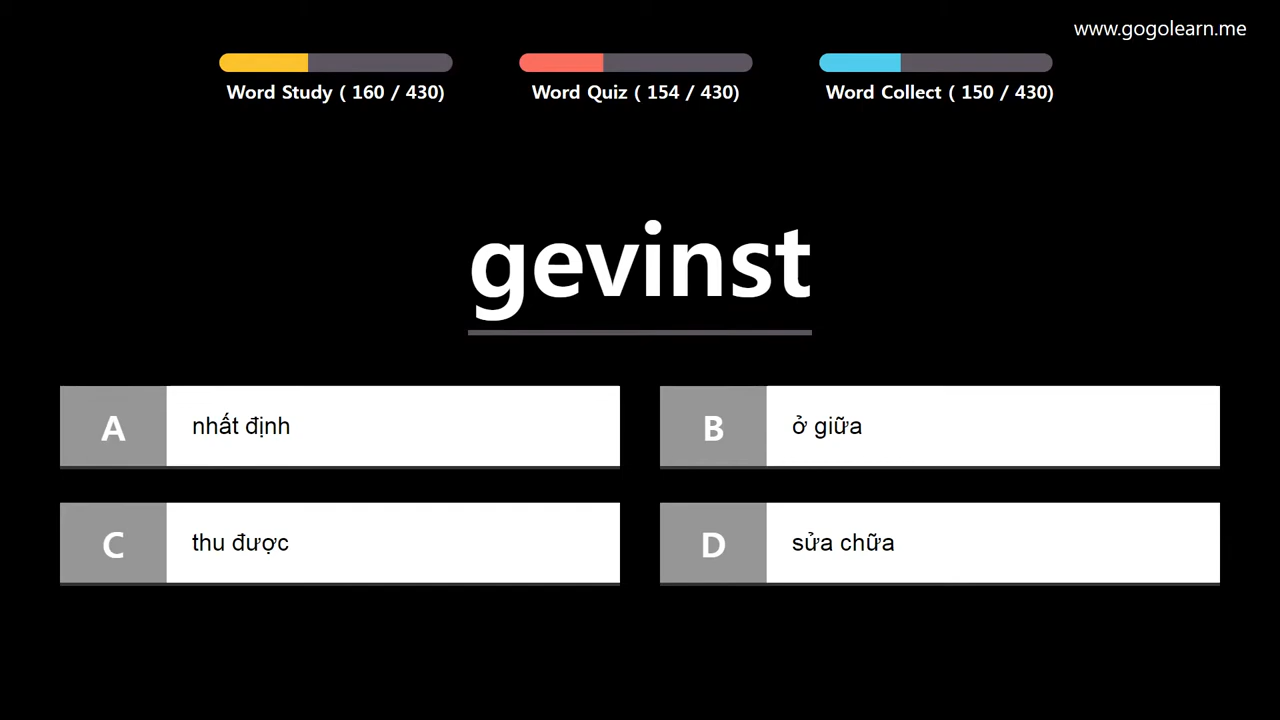 www.gogolearn.me
Word Study ( 160 / 430)
Word Quiz ( 154 / 430)
Word Collect ( 150 / 430)
gevinst
A nhất định
B ở giữa
C thu được
D sửa chữa